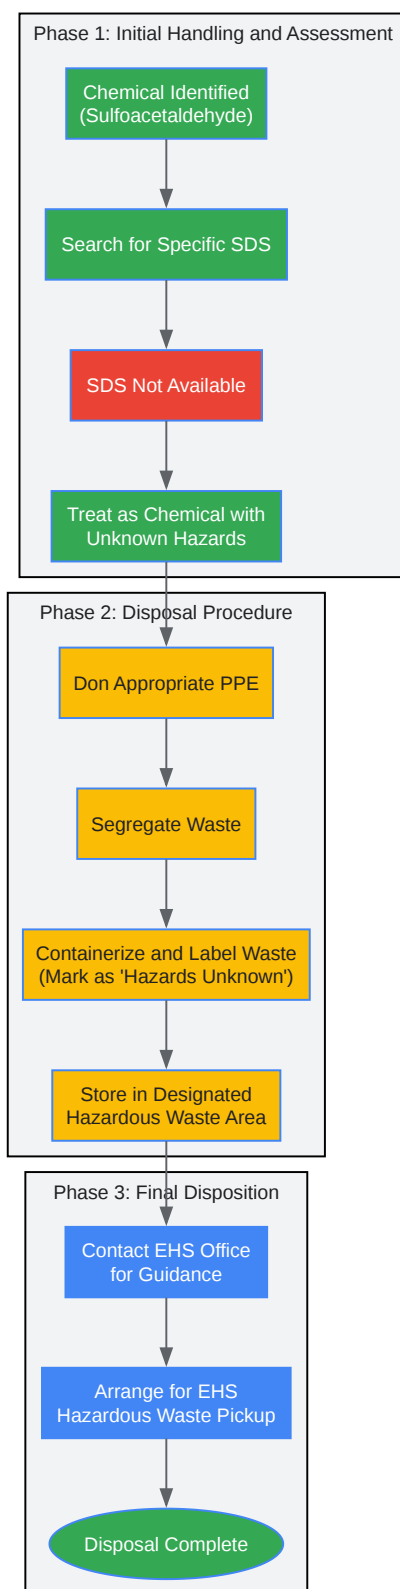 Phase 1: Initial Handling and Assessment
Chemical Identified
(Sulfoacetaldehyde)
Search for Specific SDS
SDS Not Available
Treat as Chemical with
Unknown Hazards
Phase 2: Disposal Procedure
Don Appropriate PPE
Segregate Waste
Containerize and Label Waste
(Mark as 'Hazards Unknown')
Store in Designated
Hazardous Waste Area
Phase 3: Final Disposition
Contact EHS Office
for Guidance
Arrange for EHS
Hazardous Waste Pickup
Disposal Complete